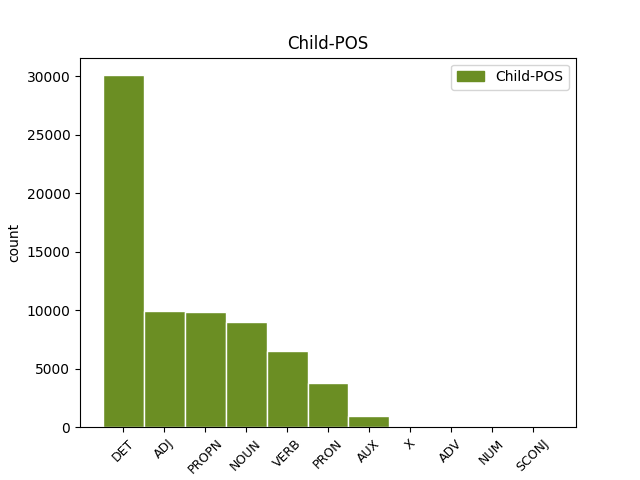 Child-POS
Child-POS
30000
25000
20000
15000
10000
5000
0
count
DET ADJ PROPN NOUN VERB PRON AUX X ADV NUM SCONJ